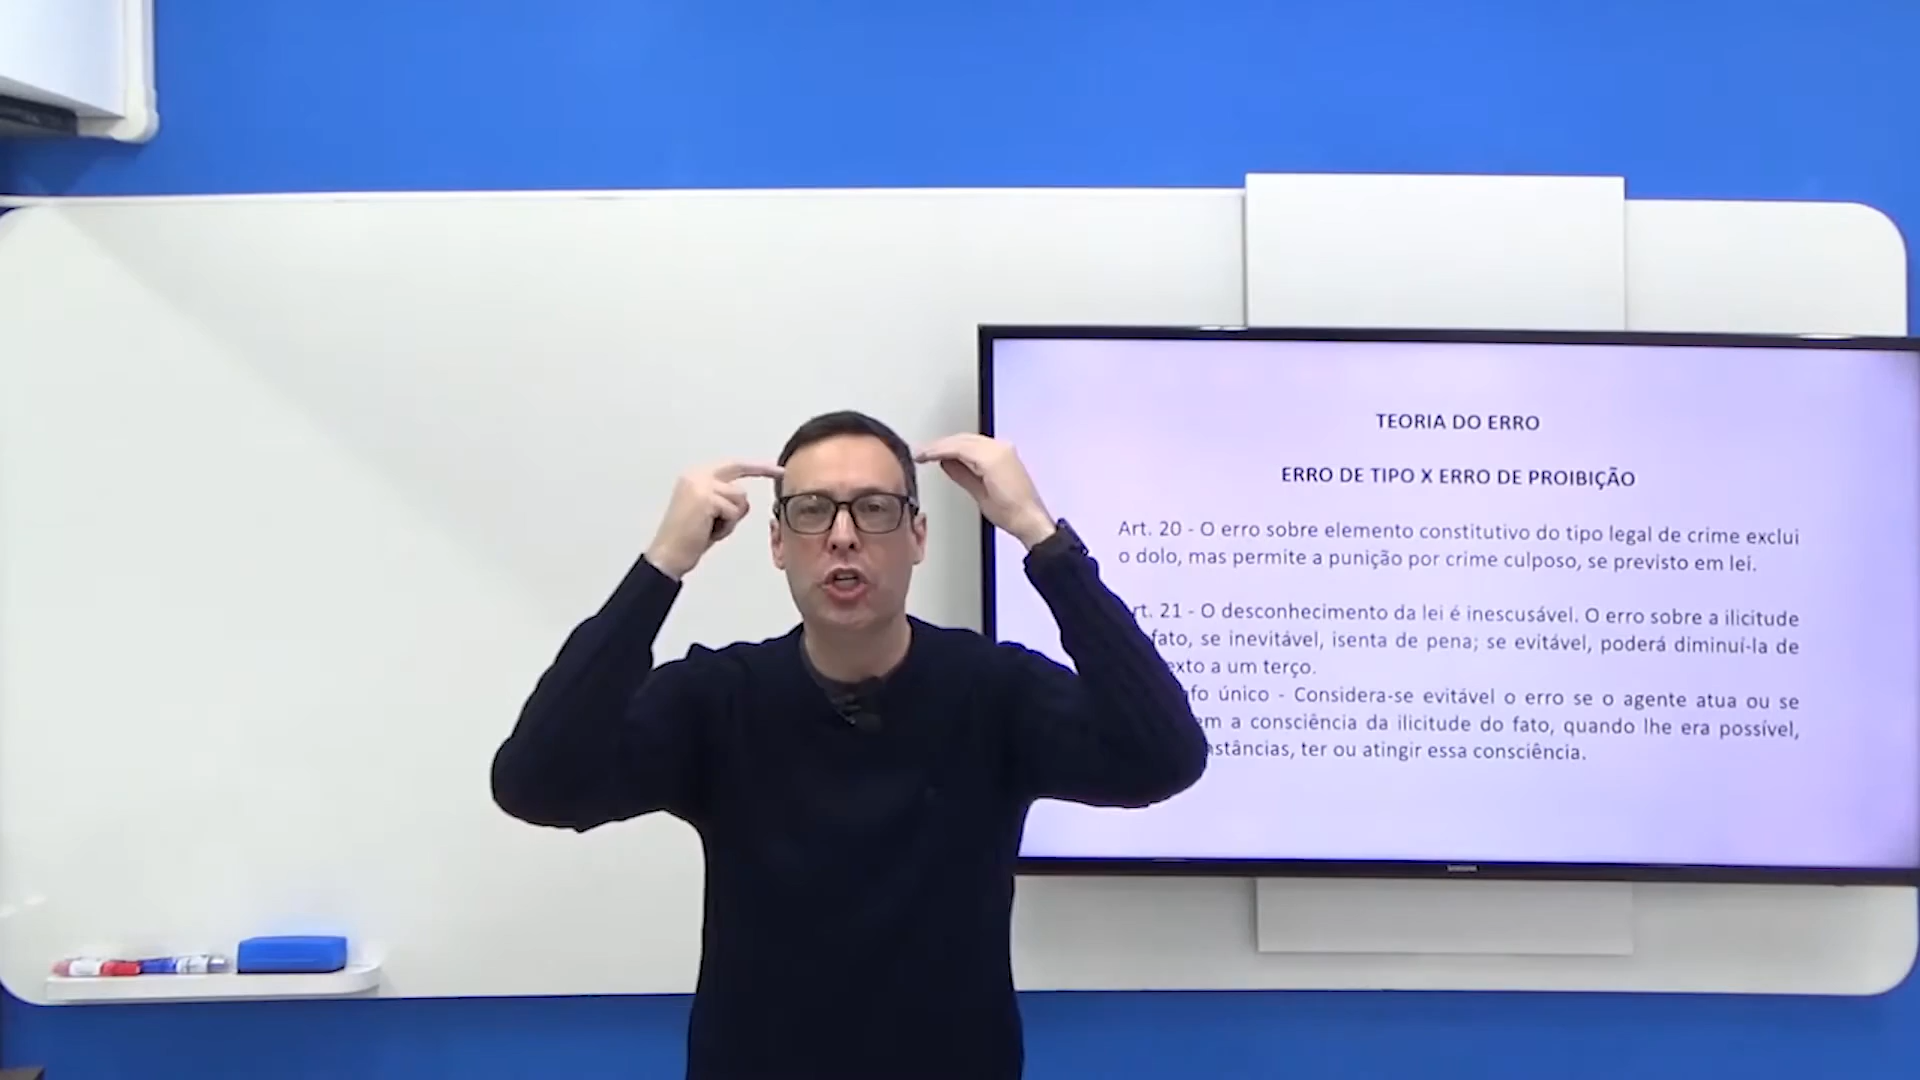 TEORIA DO ERRO
ERRO DE TIPO X ERRO DE PROIBIÇÃO
Art. 20 - O erro sobre elemento constitutivo do tipo legal de crime exclui
o dolo, mas permite a punição por crime culposo, se previsto em lei.
rt. 21 - O desconhecimento da lei é inescusável. O erro sobre a ilicitude
fato, se inevitável, isenta de pena; se evitável, poderá diminuí-la de
exto a um terço.
fo único - Considera-se evitável o erro se o agente atua ou se
em a consciência da ilicitude do fato, quando lhe era possível,
nstâncias, ter ou atingir essa consciência.
SAMSUNG